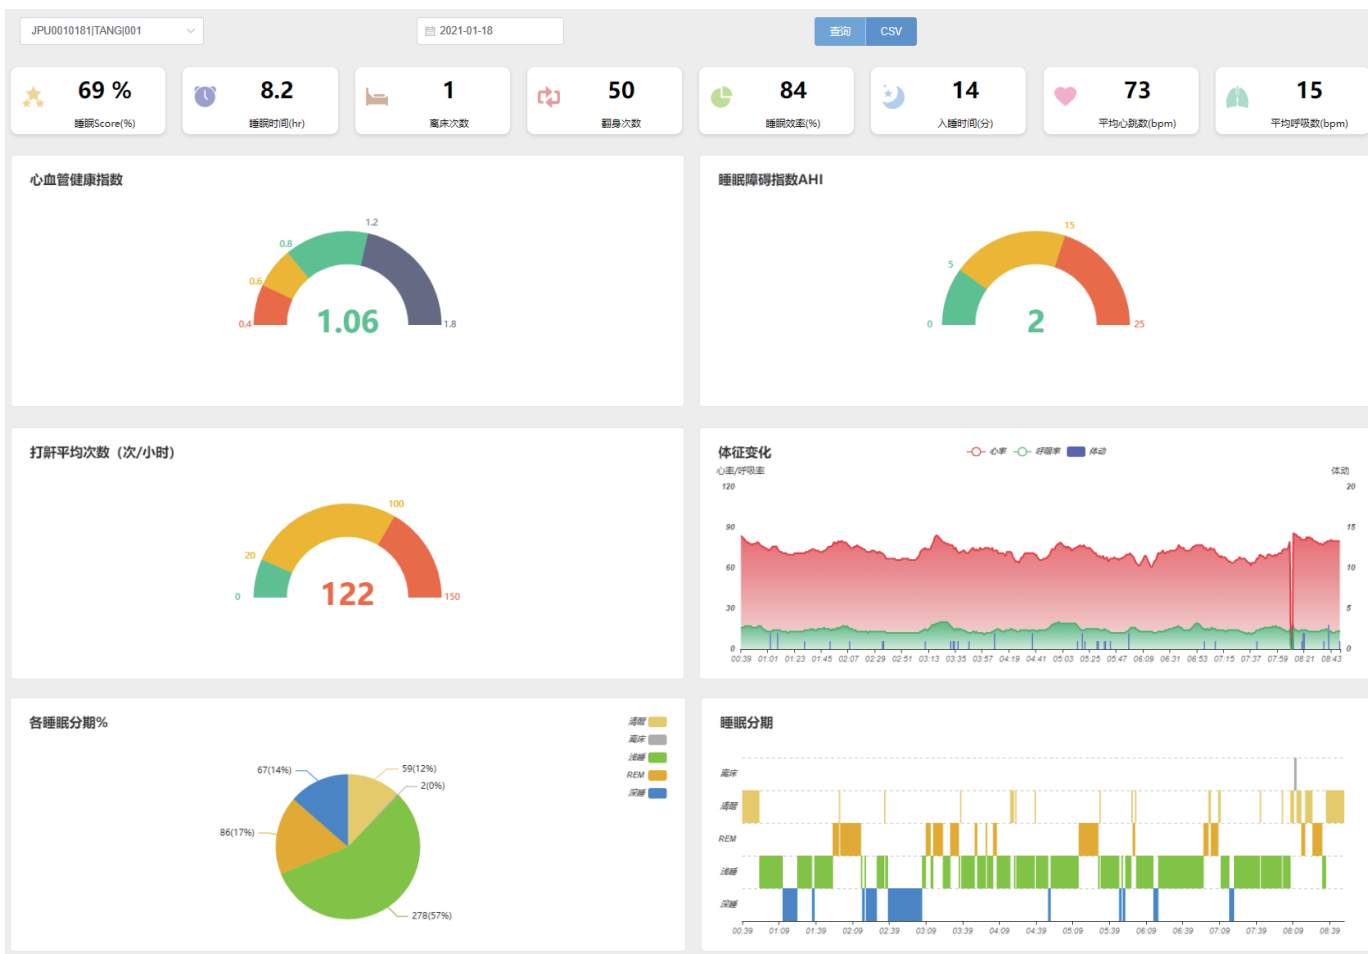 JPU0010181|TANG|001
2021-01-18
查询
CSV
69 %
睡眠Score(%)
8.2
睡眠时间(hr)
1
离床次数
50
翻身次数
84
睡眠效率(%)
14
入睡时间(分)
73
平均心跳数(bpm)
15
平均呼吸数(bpm)
心血管健康指数
0.4
0.6
0.8
1.2
1.8
1.06
睡眠障碍指数AHI
0
5
15
25
2
打鼾平均次数（次/小时）
0
20
100
150
122
体征变化
心率
呼吸率
体动
心率/呼吸率
体动
120
90
60
30
0
20
15
10
5
0
00:39 01:01 01:23 01:45 02:07 02:29 02:51 03:13 03:35 03:57 04:19 04:41 05:03 05:25 05:47 06:09 06:31 06:53 07:15 07:37 07:59 08:21 08:43
各睡眠分期%
清醒
离床
浅睡
REM
深睡
67(14%)
59(12%)
2(0%)
86(17%)
278(57%)
睡眠分期
离床
清醒
REM
浅睡
深睡
00:39 01:09 01:39 02:09 02:39 03:09 03:39 04:09 04:39 05:09 05:39 06:39 07:09 07:39 08:09 08:39